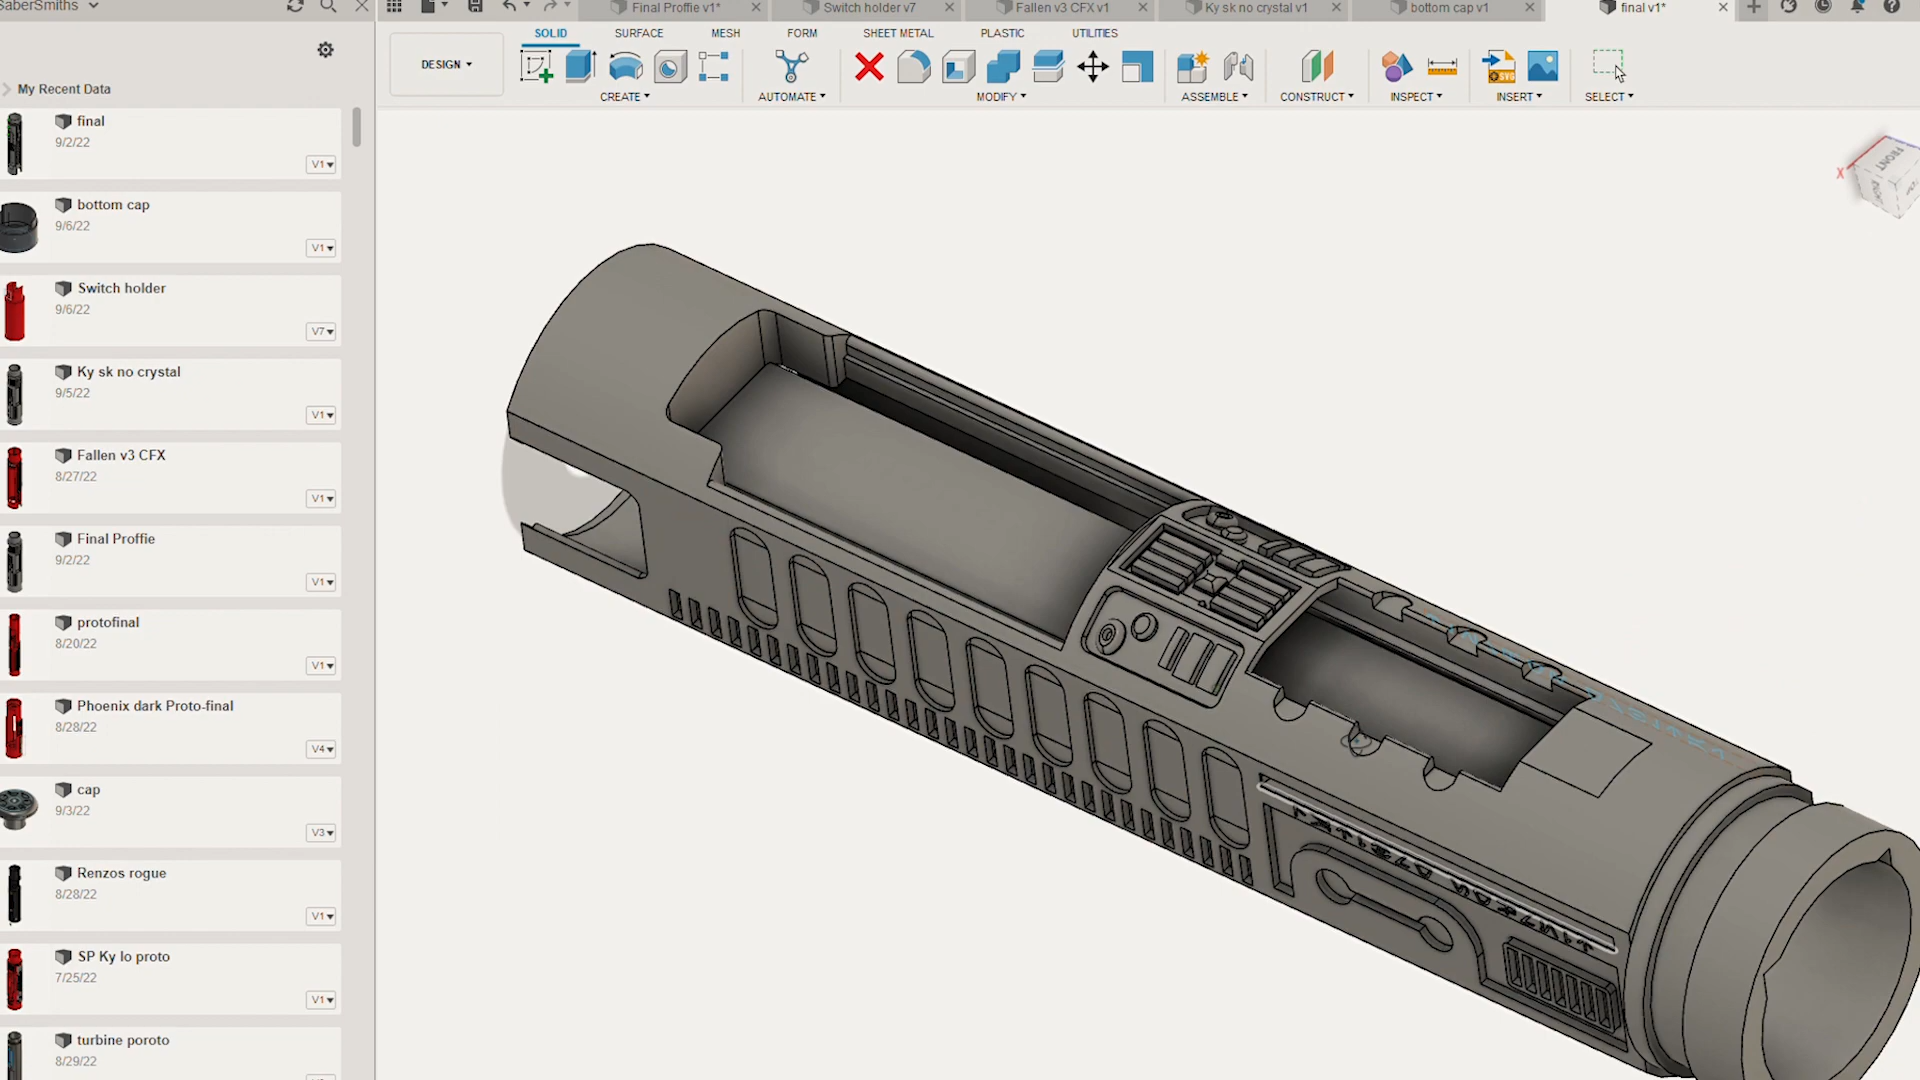 SaberSmiths
Final Proffie v1*
Switch holder v7
Fallen v3 CFX v1
Ky sk no crystal v1
bottom cap v1
final v1*
SOLID
SURFACE
MESH
FORM
SHEET METAL
PLASTIC
UTILITIES
DESIGN
CREATE
AUTOMATE
MODIFY
ASSEMBLE
CONSTRUCT
INSPECT
SVG
INSERT
SELECT
FRONT
X
My Recent Data
final
9/2/22
V1
bottom cap
9/6/22
V1
Switch holder
9/6/22
V7
Ky sk no crystal
9/5/22
V1
Fallen v3 CFX
8/27/22
V1
Final Proffie
9/2/22
V1
protofinal
8/20/22
V1
Phoenix dark Proto-final
8/28/22
V4
cap
9/3/22
V3
Renzos rogue
8/28/22
V1
SP Ky lo proto
7/25/22
V1
turbine poroto
8/29/22